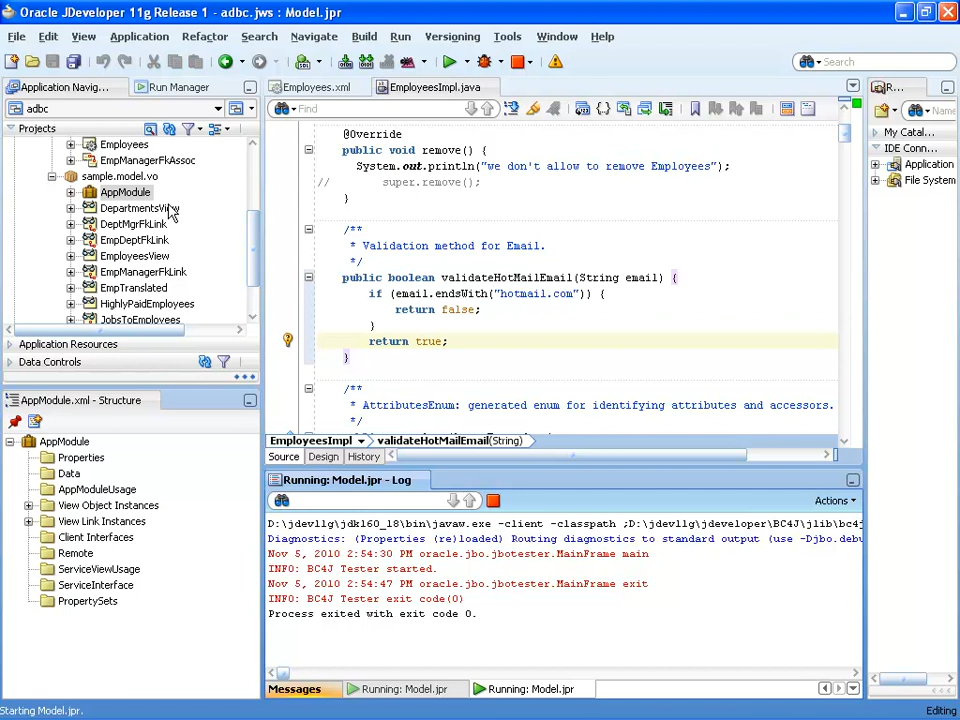 Oracle JDeveloper 11g Release 1 - adbc.jws : Model.jpr
File Edit View Application Refactor Search Navigate Build Run Versioning Tools Window Help
Search
Application Navig... Run Manager
Employees.xml EmployeesImpl.java
R...
adbc
Find
Name
Projects
My Catal...
IDE Conn...
Application
File System
Employees
EmpManagerFkAssoc
sample.model.vo
AppModule
DepartmentsView
DeptMgrFkLink
EmpDeptFkLink
EmployeesView
EmpManagerFkLink
EmpTranslated
HighlyPaidEmployees
JobsToEmployees
Application Resources
Data Controls
@Override
public void remove() {
System.out.println("we don't allow to remove Employees");
// super.remove();
}
/**
* Validation method for Email.
*/
public boolean validateHotMailEmail(String email) {
if (email.endsWith("hotmail.com")) {
return false;
}
return true;
}
/**
* AttributesEnum: generated enum for identifying attributes and accessors.
*/
EmployeesImpl validateHotMailEmail(String)
Source Design History
AppModule.xml - Structure
AppModule
Properties
Data
AppModuleUsage
View Object Instances
View Link Instances
Client Interfaces
Remote
ServiceViewUsage
ServiceInterface
PropertySets
Running: Model.jpr - Log
Actions
D:\jdevllg\jdk160_18\bin\javaw.exe -client -classpath ;D:\jdevllg\jdeveloper\BC4J\jlib\bc4j
Diagnostics: (Properties (re)loaded) Routing diagnostics to standard output (use -Djbo.debu
Nov 5, 2010 2:54:30 PM oracle.jbo.jbotester.MainFrame main
INFO: BC4J Tester started.
Nov 5, 2010 2:54:47 PM oracle.jbo.jbotester.MainFrame exit
INFO: BC4J Tester exit code(0)
Process exited with exit code 0.
Messages Running: Model.jpr Running: Model.jpr
Starting Model.jpr.
Editing